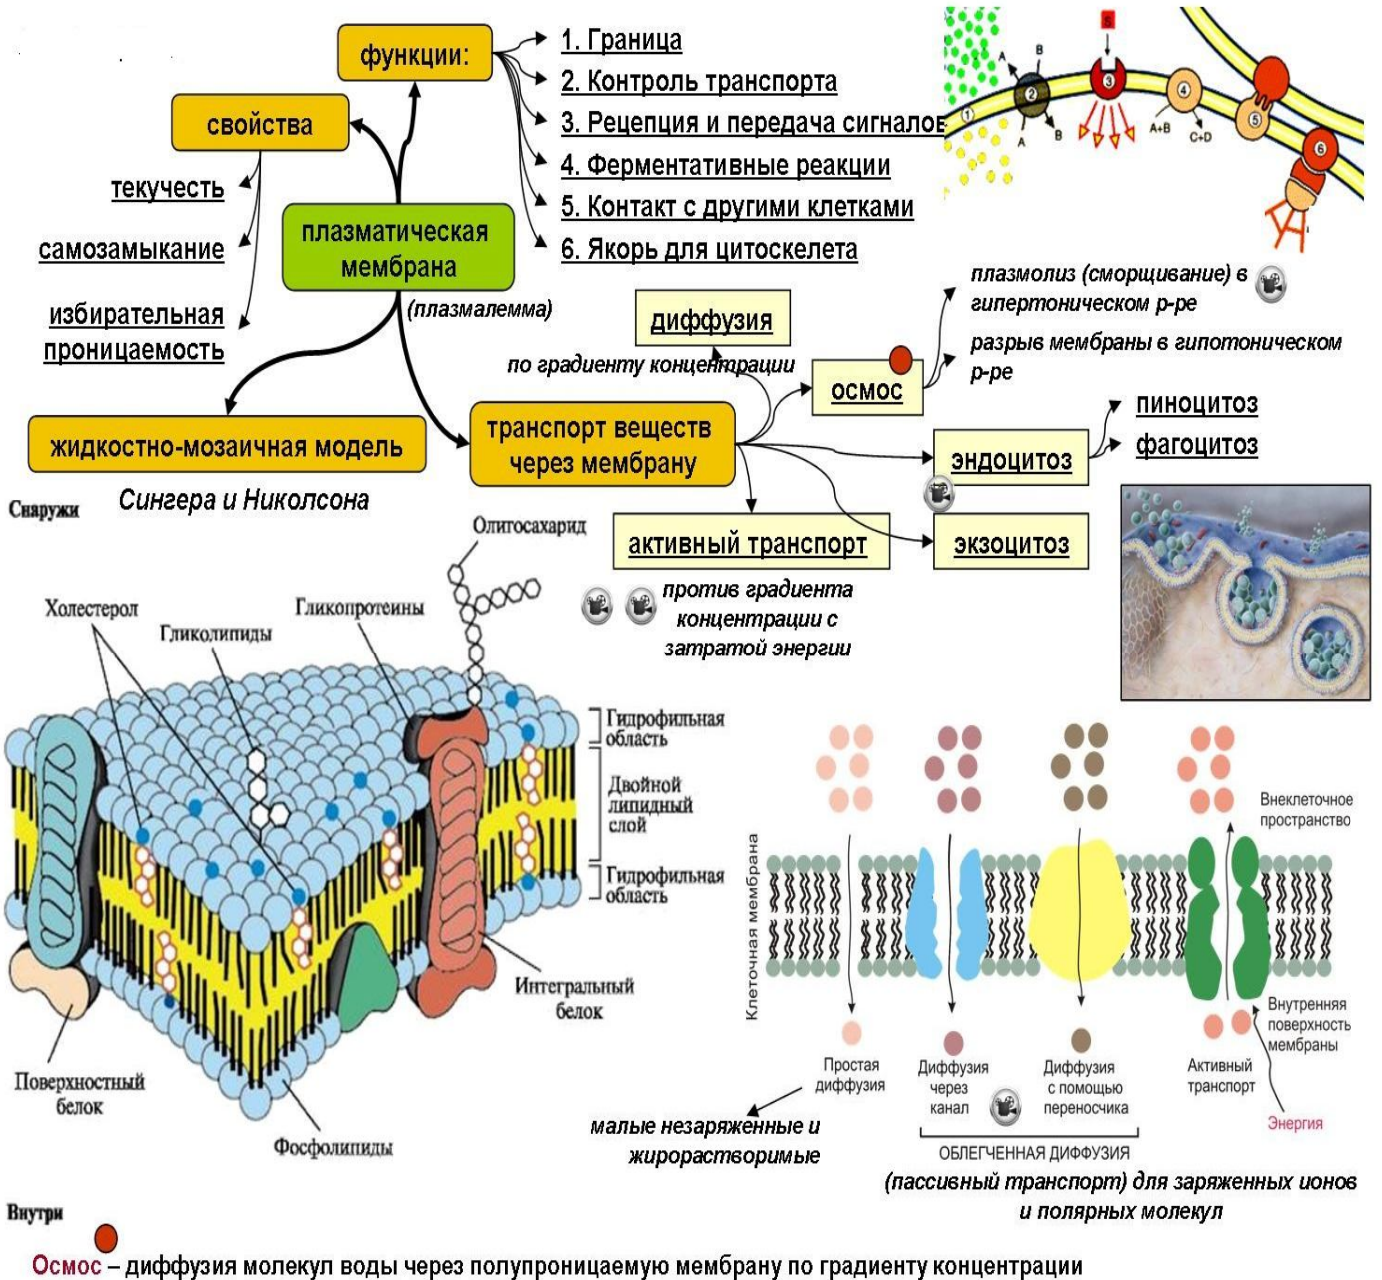 функции:
1. Граница
2. Контроль транспорта
3. Рецепция и передача сигналов
4. Ферментативные реакции
5. Контакт с другими клетками
6. Якорь для цитоскелета
свойства
текучесть
самозамыкание
избирательная
проницаемость
плазматическая
мембрана
(плазмалемма)
S
A
B
1
2
3
4
5
6
A
B
A+B
C+D
диффузия
по градиенту концентрации
осмос
плазмолиз (сморщивание) в
гипертоническом р-ре
разрыв мембраны в гипотоническом
р-ре
жидкостно-мозаичная модель
Сингера и Николсона
транспорт веществ
через мембрану
эндоцитоз
пиноцитоз
фагоцитоз
активный транспорт
экзоцитоз
против градиента
концентрации с
затратой энергии
Снаружи
Олигосахарид
Холестерол
Гликолипиды
Гликопротеины
Гидрофильная
область
Двойной
липидный
слой
Гидрофильная
область
Интегральный
белок
Поверхностный
белок
Фосфолипиды
Внутри
Клеточная мембрана
Внеклеточное
пространство
Внутренняя
поверхность
мембраны
Простая
диффузия
Диффузия
через
канал
Диффузия
с помощью
переносчика
Активный
транспорт
Энергия
малые незаряженные и
жирорастворимые
ОБЛЕГЧЕННАЯ ДИФФУЗИЯ
(пассивный транспорт) для заряженных ионов
и полярных молекул
Осмос – диффузия молекул воды через полупроницаемую мембрану по градиенту концентрации